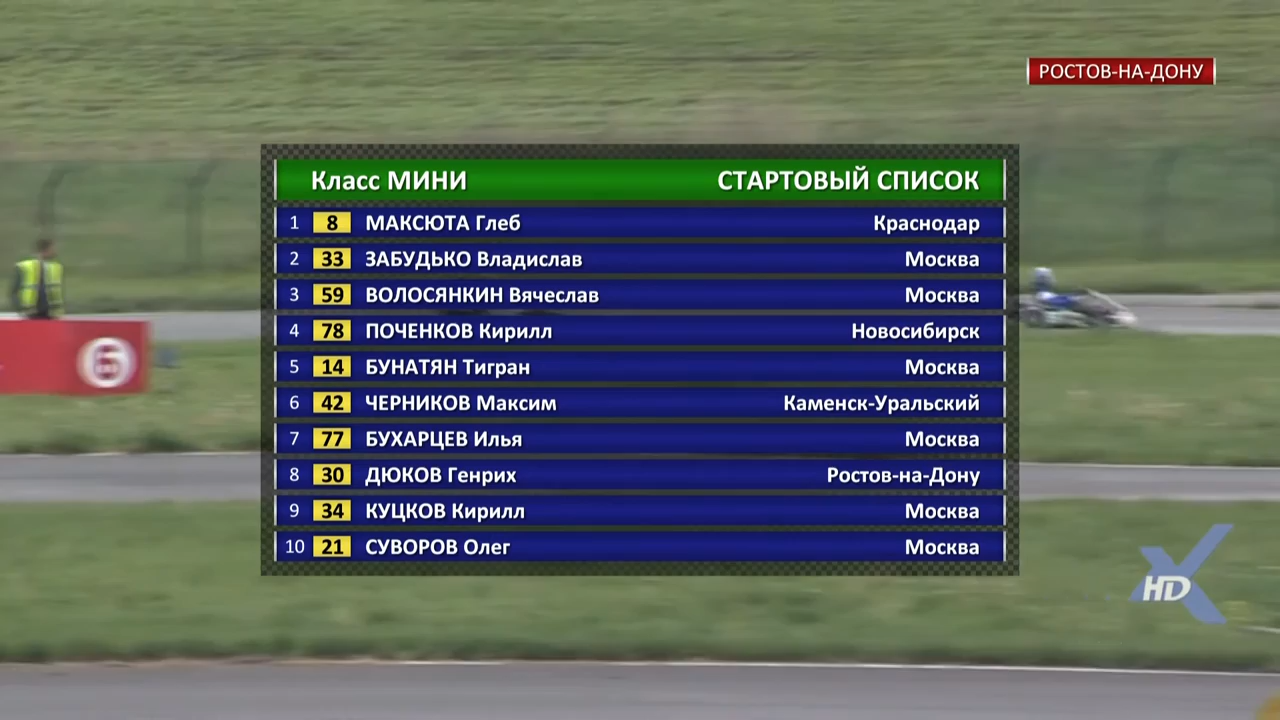 РОСТОВ-НА-ДОНУ
Класс МИНИ СТАРТОВЫЙ СПИСОК
1 8 МАКСЮТА Глеб Краснодар
2 33 ЗАБУДЬКО Владислав Москва
3 59 ВОЛОСЯНКИН Вячеслав Москва
4 78 ПОЧЕНКОВ Кирилл Новосибирск
5 14 БУНАТЯН Тигран Москва
6 42 ЧЕРНИКОВ Максим Каменск-Уральский
7 77 БУХАРЦЕВ Илья Москва
8 30 ДЮКОВ Генрих Ростов-на-Дону
9 34 КУЦКОВ Кирилл Москва
10 21 СУВОРОВ Олег Москва
6
X HD